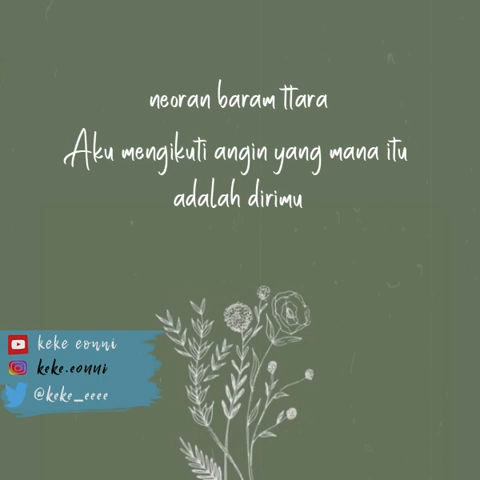 neoran baram ttara
Aku mengikuti angin yang mana itu
adalah dirimu
keke eonni
keke.eonni
@keke_eeee